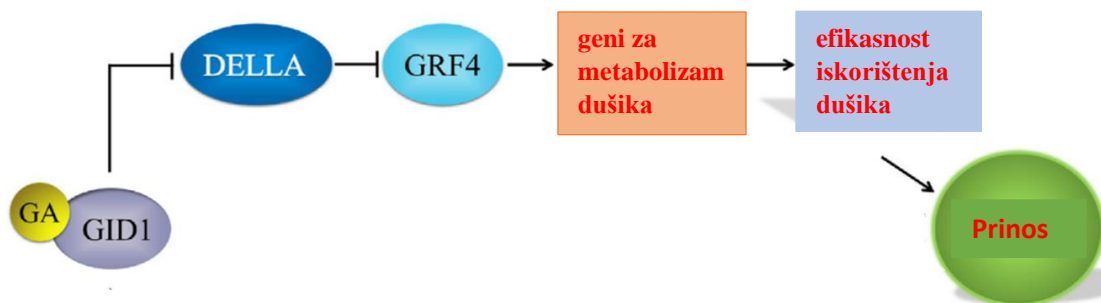 DELLA
GRF4
geni za
metabolizam
dušika
efikasnost
iskorištenja
dušika
GA
GID1
Prinos